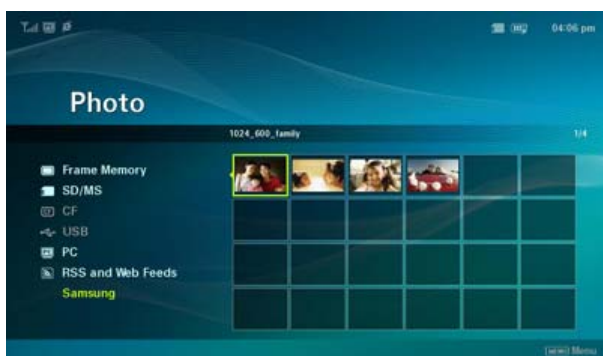 04:06 pm
Photo
1024_600_family 1/4
Frame Memory
SD/MS
CF
USB
PC
RSS and Web Feeds
Samsung
Menu